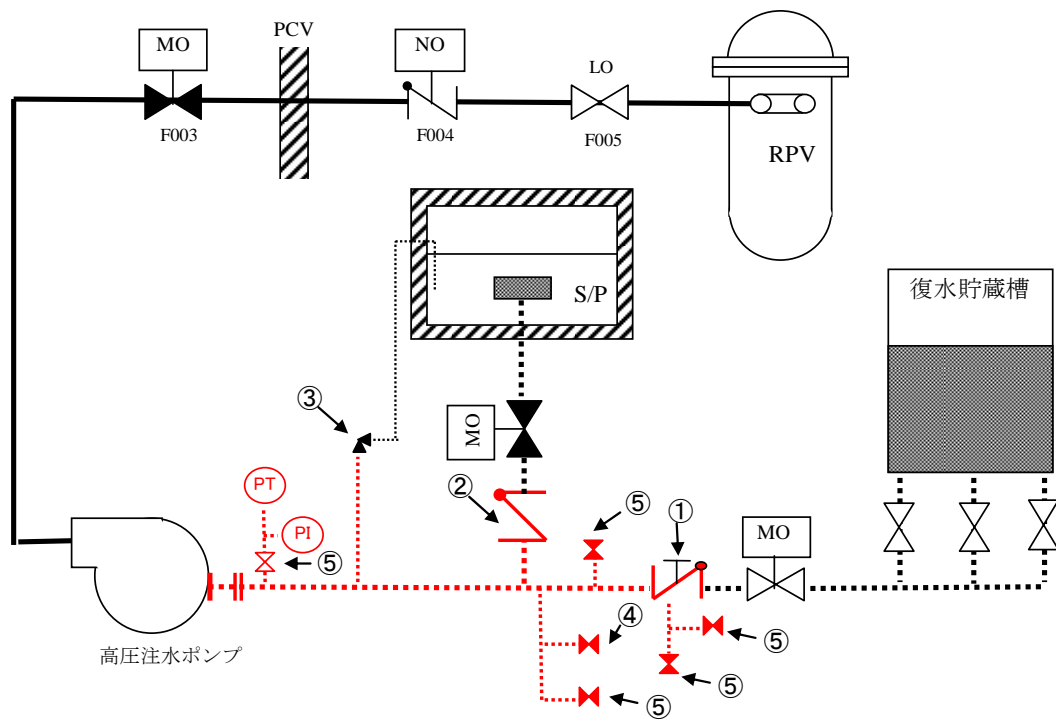 PCV
MO
NO
LO
F003
F004
F005
RPV
S/P
復水貯蔵槽
③
MO
②
⑤
①
MO
PT
PI
⑤
④
⑤
⑤
⑤
高圧注水ポンプ